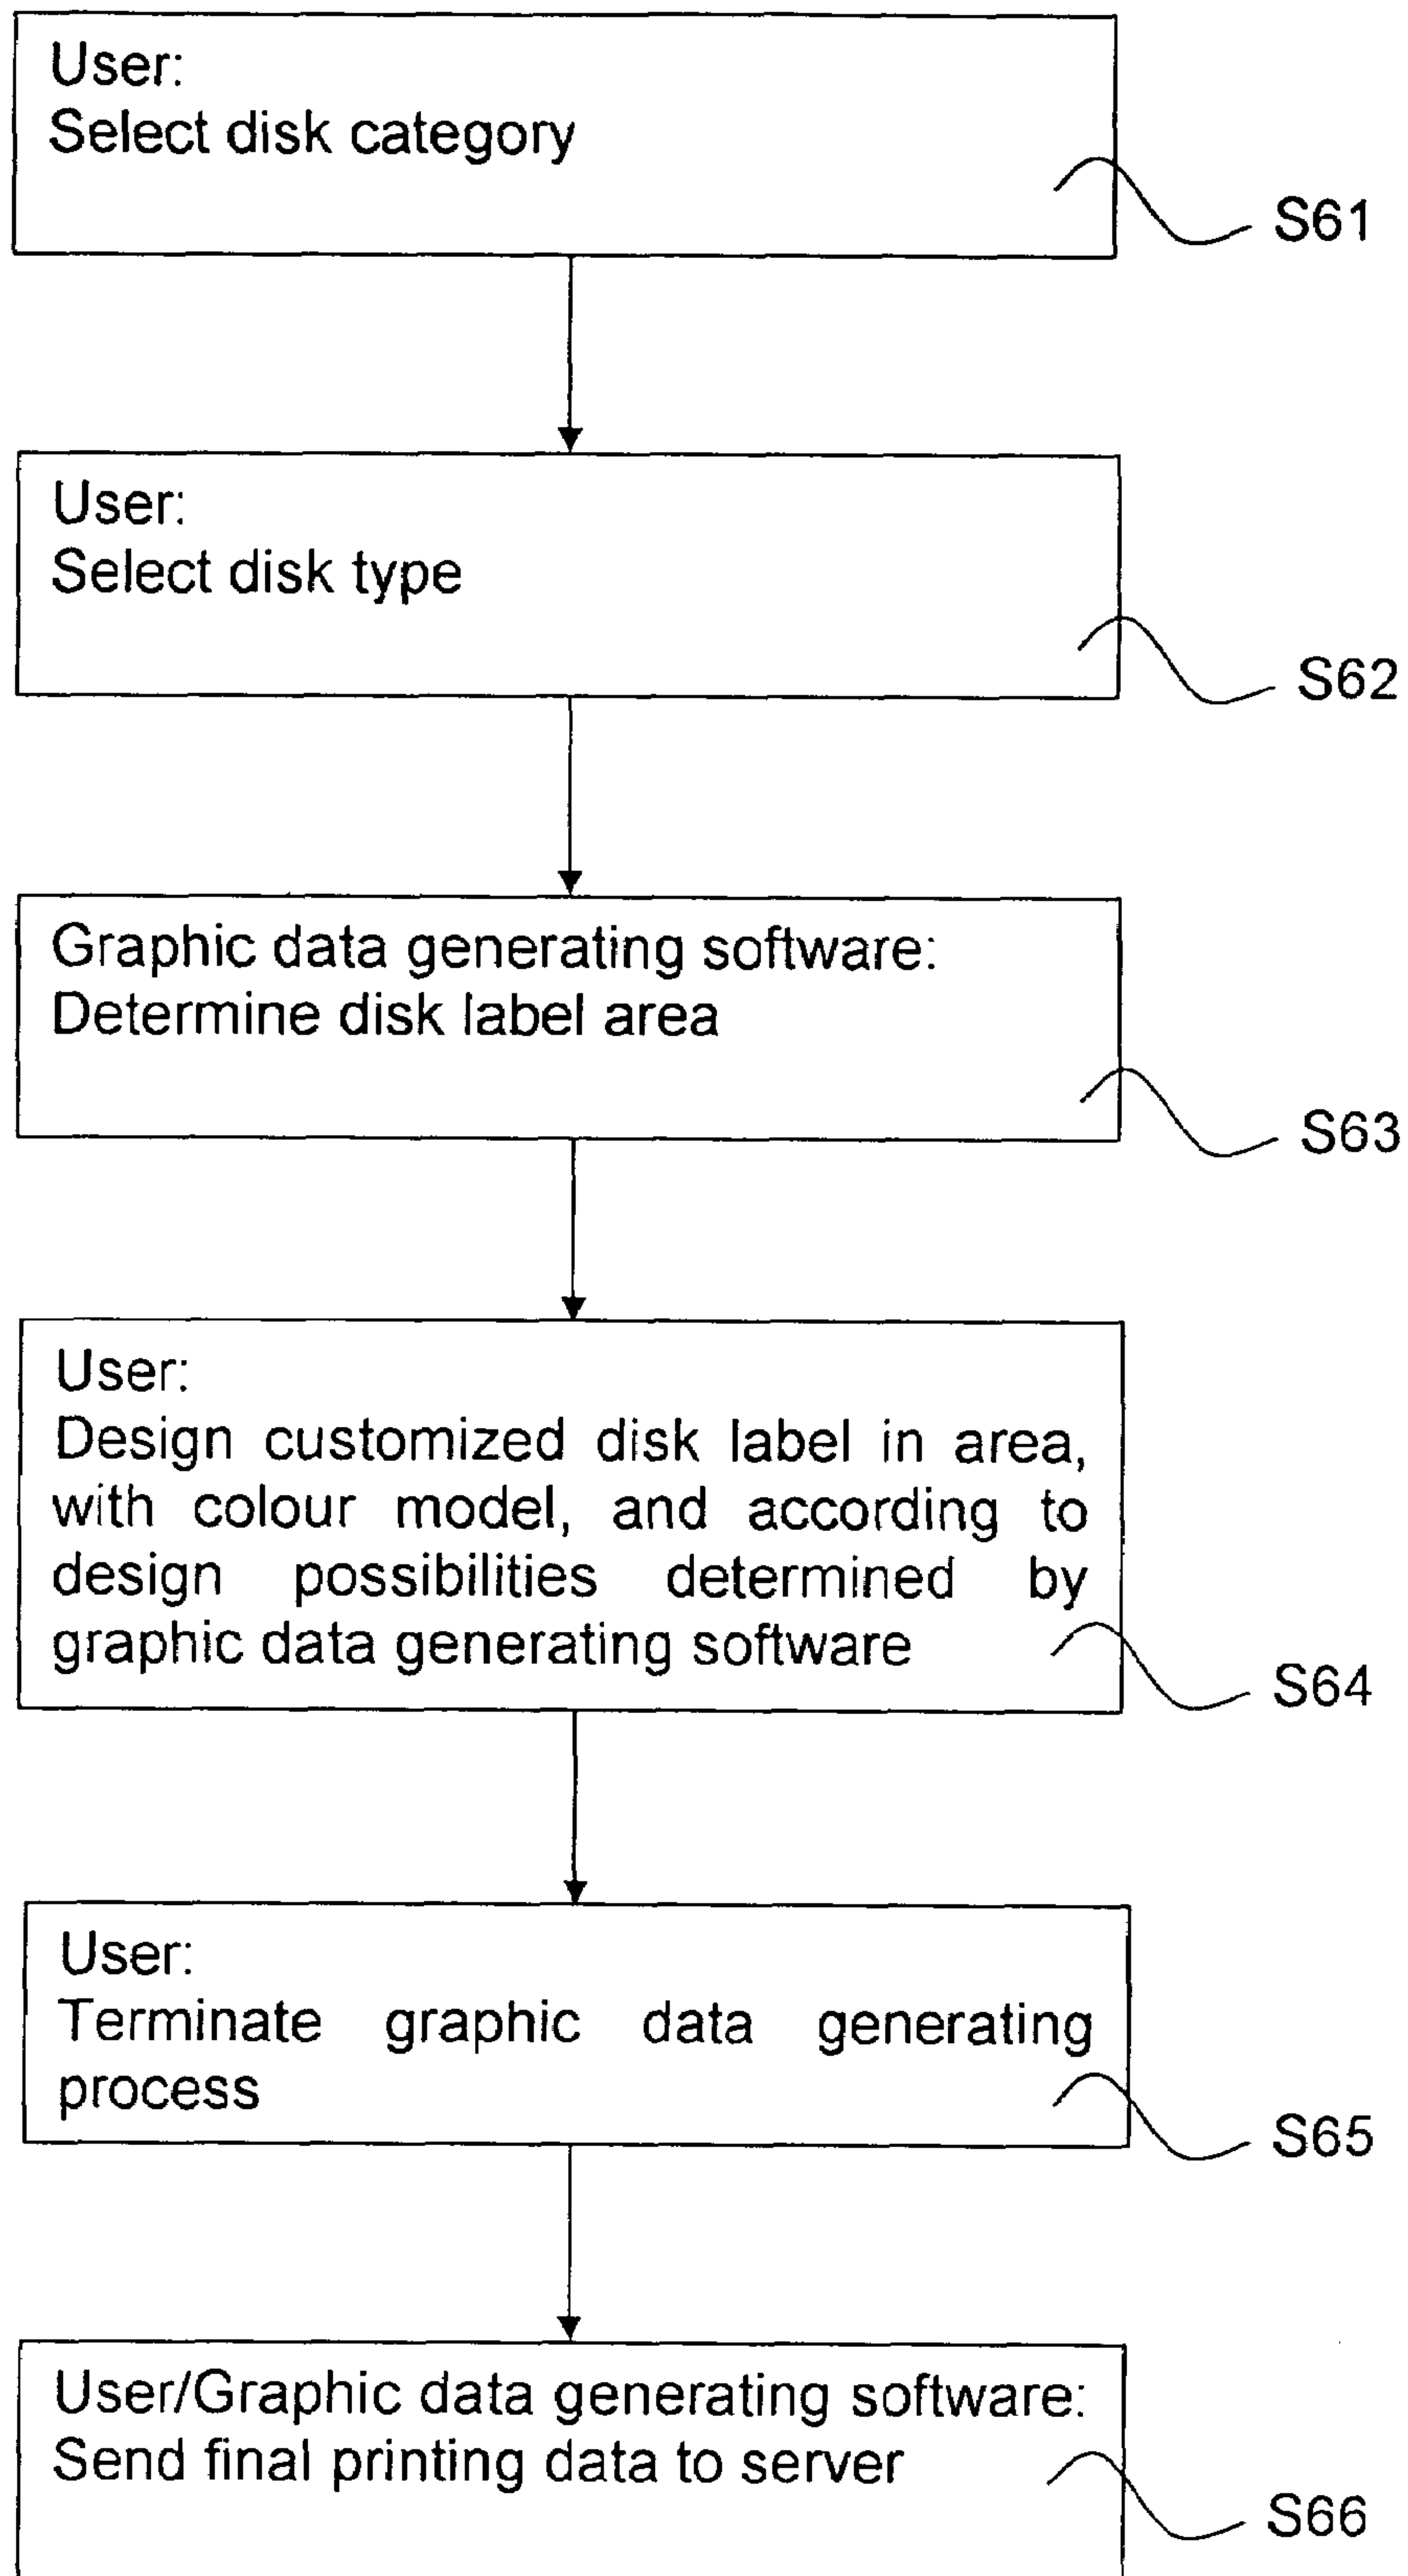 User:
Select disk category
S61
User:
Select disk type
S62
Graphic data generating software:
Determine disk label area
S63
User:
Design customized disk label in area,
with colour model, and according to
design possibilities determined by
graphic data generating software
S64
User:
Terminate graphic data generating
process
S65
User/Graphic data generating software:
Send final printing data to server
S66